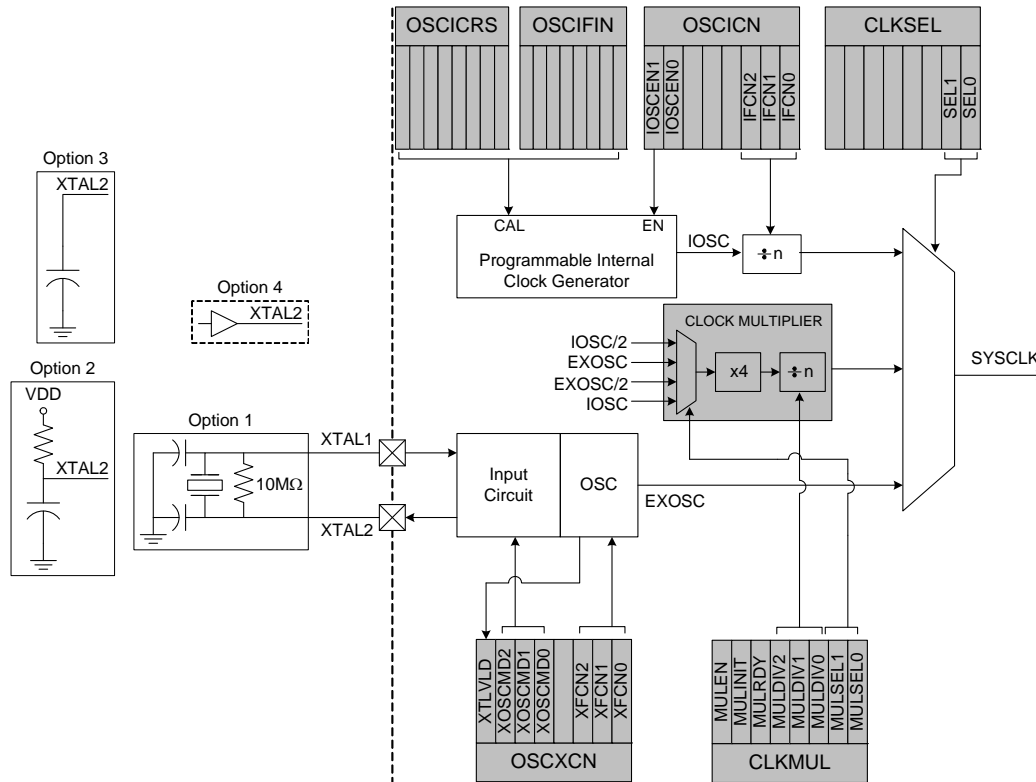 OSCICRS
OSCIFIN
OSCICN
CLKSEL
IOSCEN1
IOSCEN0
IFCN2
IFCN1
IFCN0
SEL1
SEL0
Option 3
XTAL2
CAL
EN
Programmable Internal
Clock Generator
IOSC
÷n
Option 4
XTAL2
CLOCK MULTIPLIER
IOSC/2
EXOSC
EXOSC/2
IOSC
x4
÷n
SYSCLK
Option 2
VDD
XTAL2
Option 1
10MΩ
XTAL1
XTAL2
Input
Circuit
OSC
EXOSC
XTLVLD
XOSCMD2
XOSCMD1
XOSCMD0
XFCN2
XFCN1
XFCN0
OSCXCN
MULEN
MULINIT
MULRDY
MULDIV2
MULDIV1
MULDIV0
MULSEL1
MULSEL0
CLKMUL